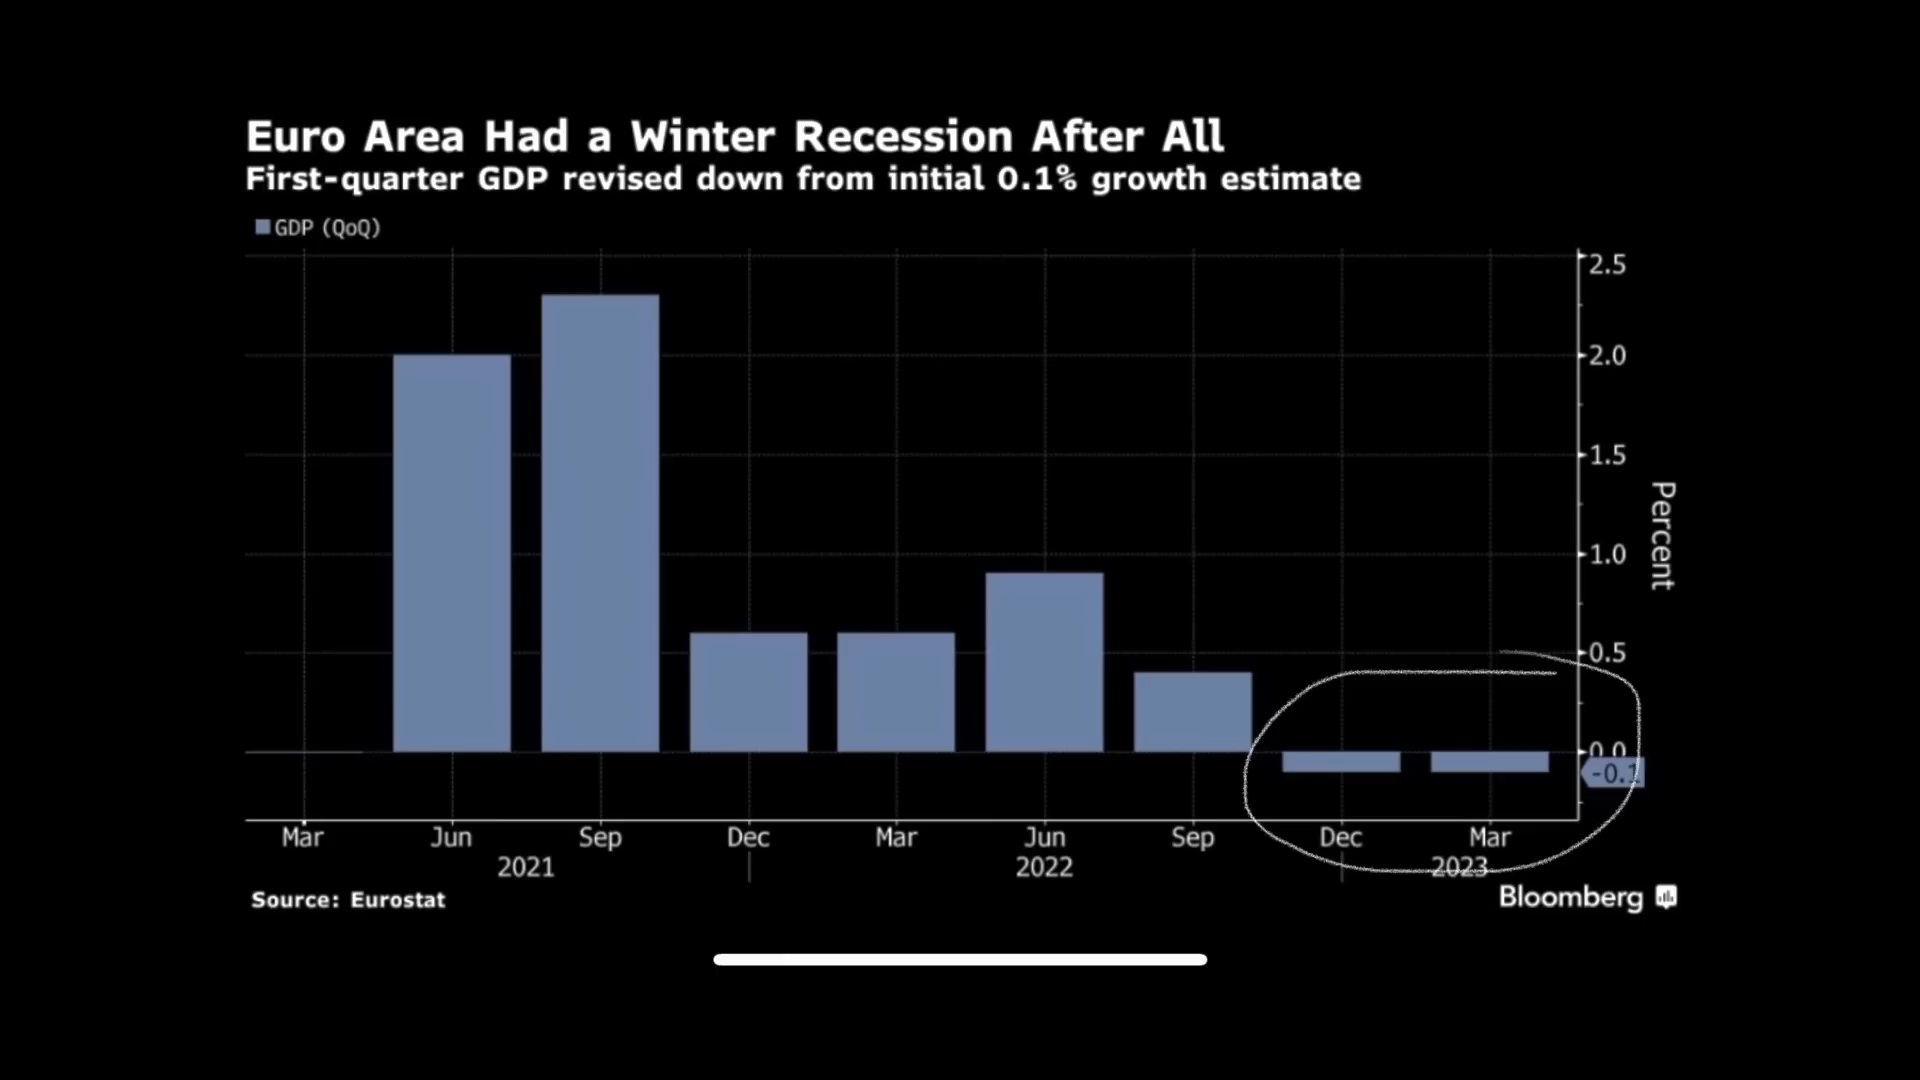 Euro Area Had a Winter Recession After All
First-quarter GDP revised down from initial 0.1% growth estimate
GDP (QoQ)
2.5
2.0
1.5
1.0
0.5
0.0
-0.1
Percent
Mar Jun Sep Dec Mar Jun Sep Dec Mar
2021 2022 2023
Source: Eurostat
Bloomberg